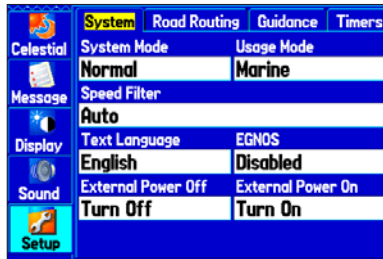 System Road Routing Guidance Timers
Celestial
Message
Display
Sound
Setup
System Mode Usage Mode
Normal Marine
Speed Filter
Auto
Text Language EGNOS
English Disabled
External Power Off External Power On
Turn Off Turn On